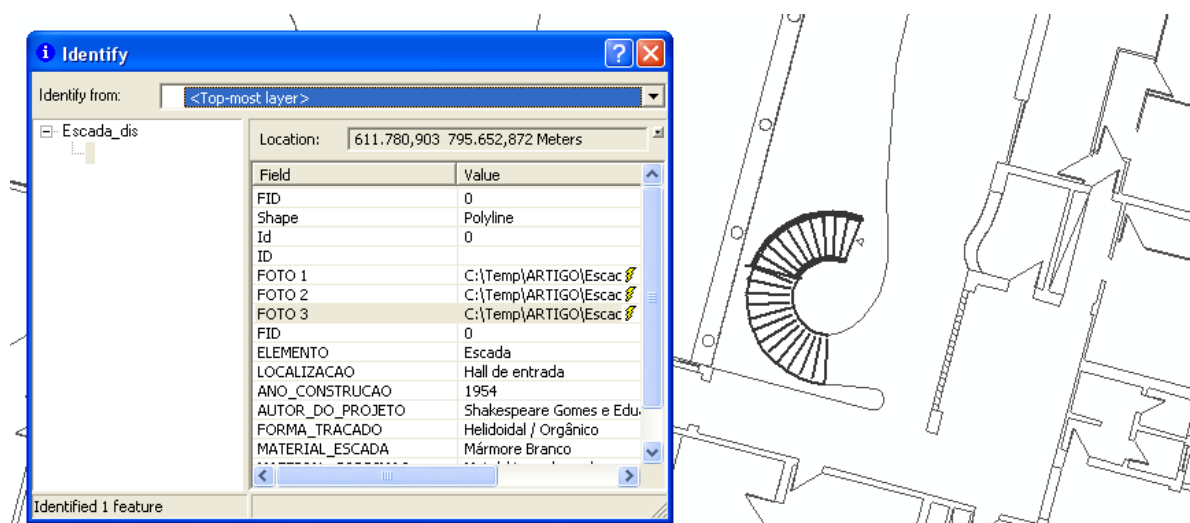 Identify
Identify from: <Top-most layer>
Escada_dis
Location: 611.780,903 795.652,872 Meters
Field Value
FID 0
Shape Polyline
Id 0
ID
FOTO 1 C:\Temp\ARTIGO\Escac
FOTO 2 C:\Temp\ARTIGO\Escac
FOTO 3 C:\Temp\ARTIGO\Escac
FID 0
ELEMENTO Escada
LOCALIZACAO Hall de entrada
ANO_CONSTRUCAO 1954
AUTOR_DO_PROJETO Shakespeare Gomes e Edu
FORMA_TRACADO Helidoidal / Orgânico
MATERIAL_ESCADA Mármore Branco
Identified 1 feature